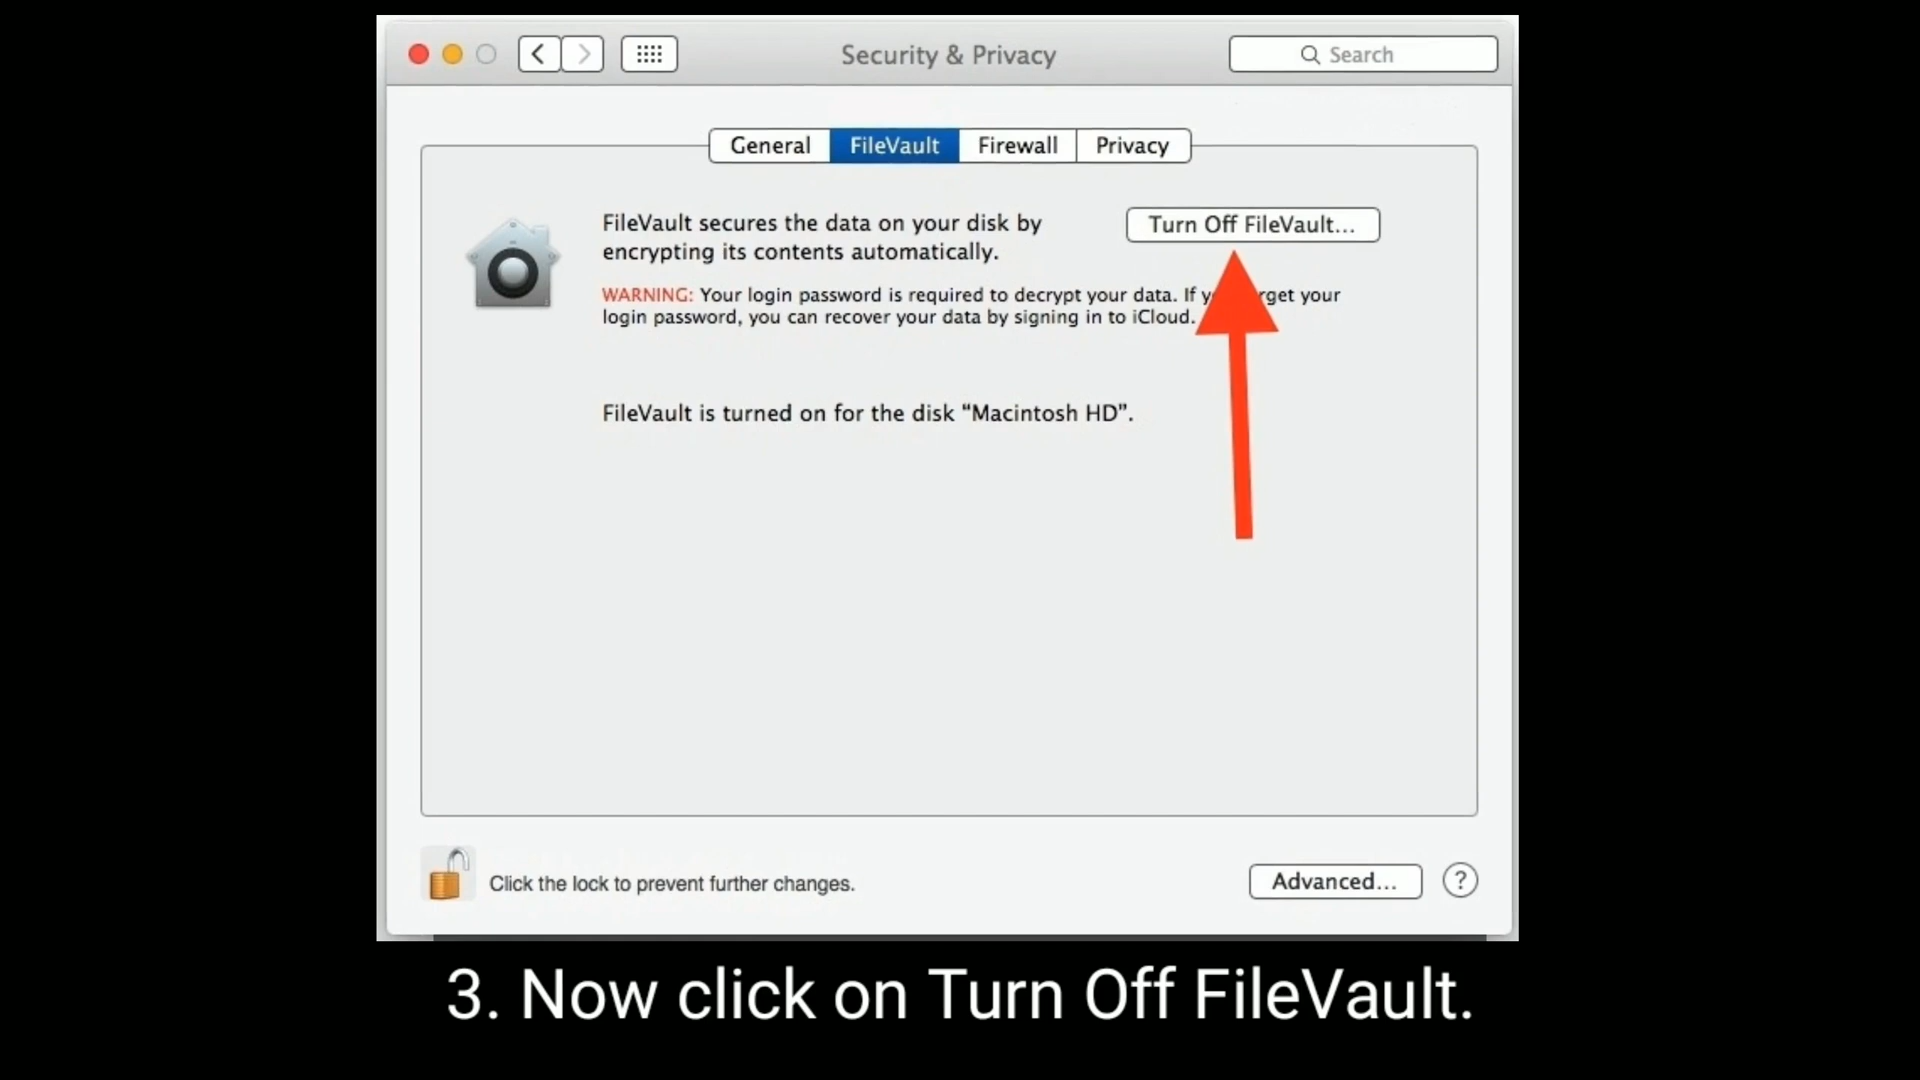 Security & Privacy
Search
General
FileVault
Firewall
Privacy
FileVault secures the data on your disk by
encrypting its contents automatically.
Turn Off FileVault...
WARNING: Your login password is required to decrypt your data. If y rget your
login password, you can recover your data by signing in to iCloud.
FileVault is turned on for the disk “Macintosh HD”.
Click the lock to prevent further changes.
Advanced...
?
3. Now click on Turn Off FileVault.